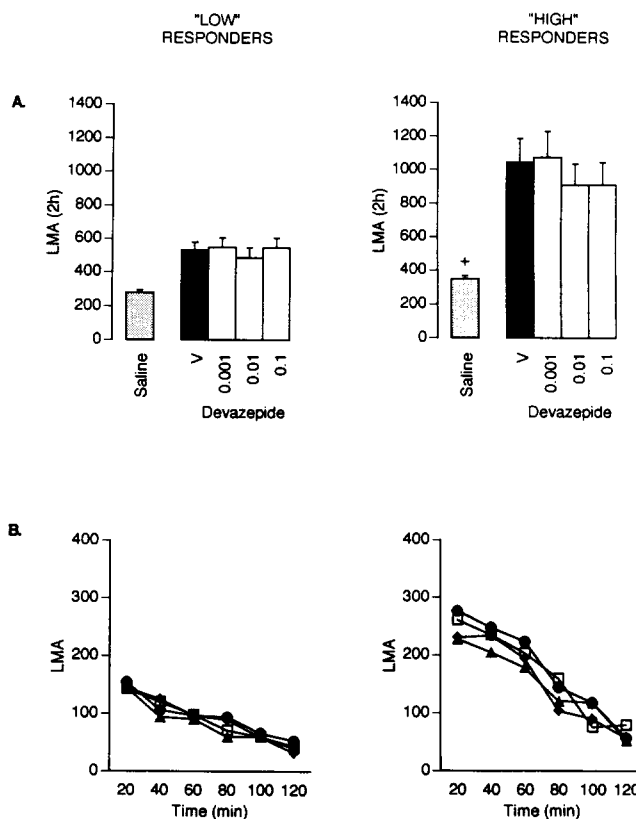 "LOW"
RESPONDERS
"HIGH"
RESPONDERS
A.
1400
1200
1000
800
600
400
200
0
LMA (2h)
Saline
V
0.001
0.01
0.1
Devazepide
1400
1200
1000
800
600
400
200
0
LMA (2h)
+
Saline
V
0.001
0.01
0.1
Devazepide
B.
400
300
200
100
0
LMA
20 40 60 80 100 120
Time (min)
400
300
200
100
0
LMA
20 40 60 80 100 120
Time (min)